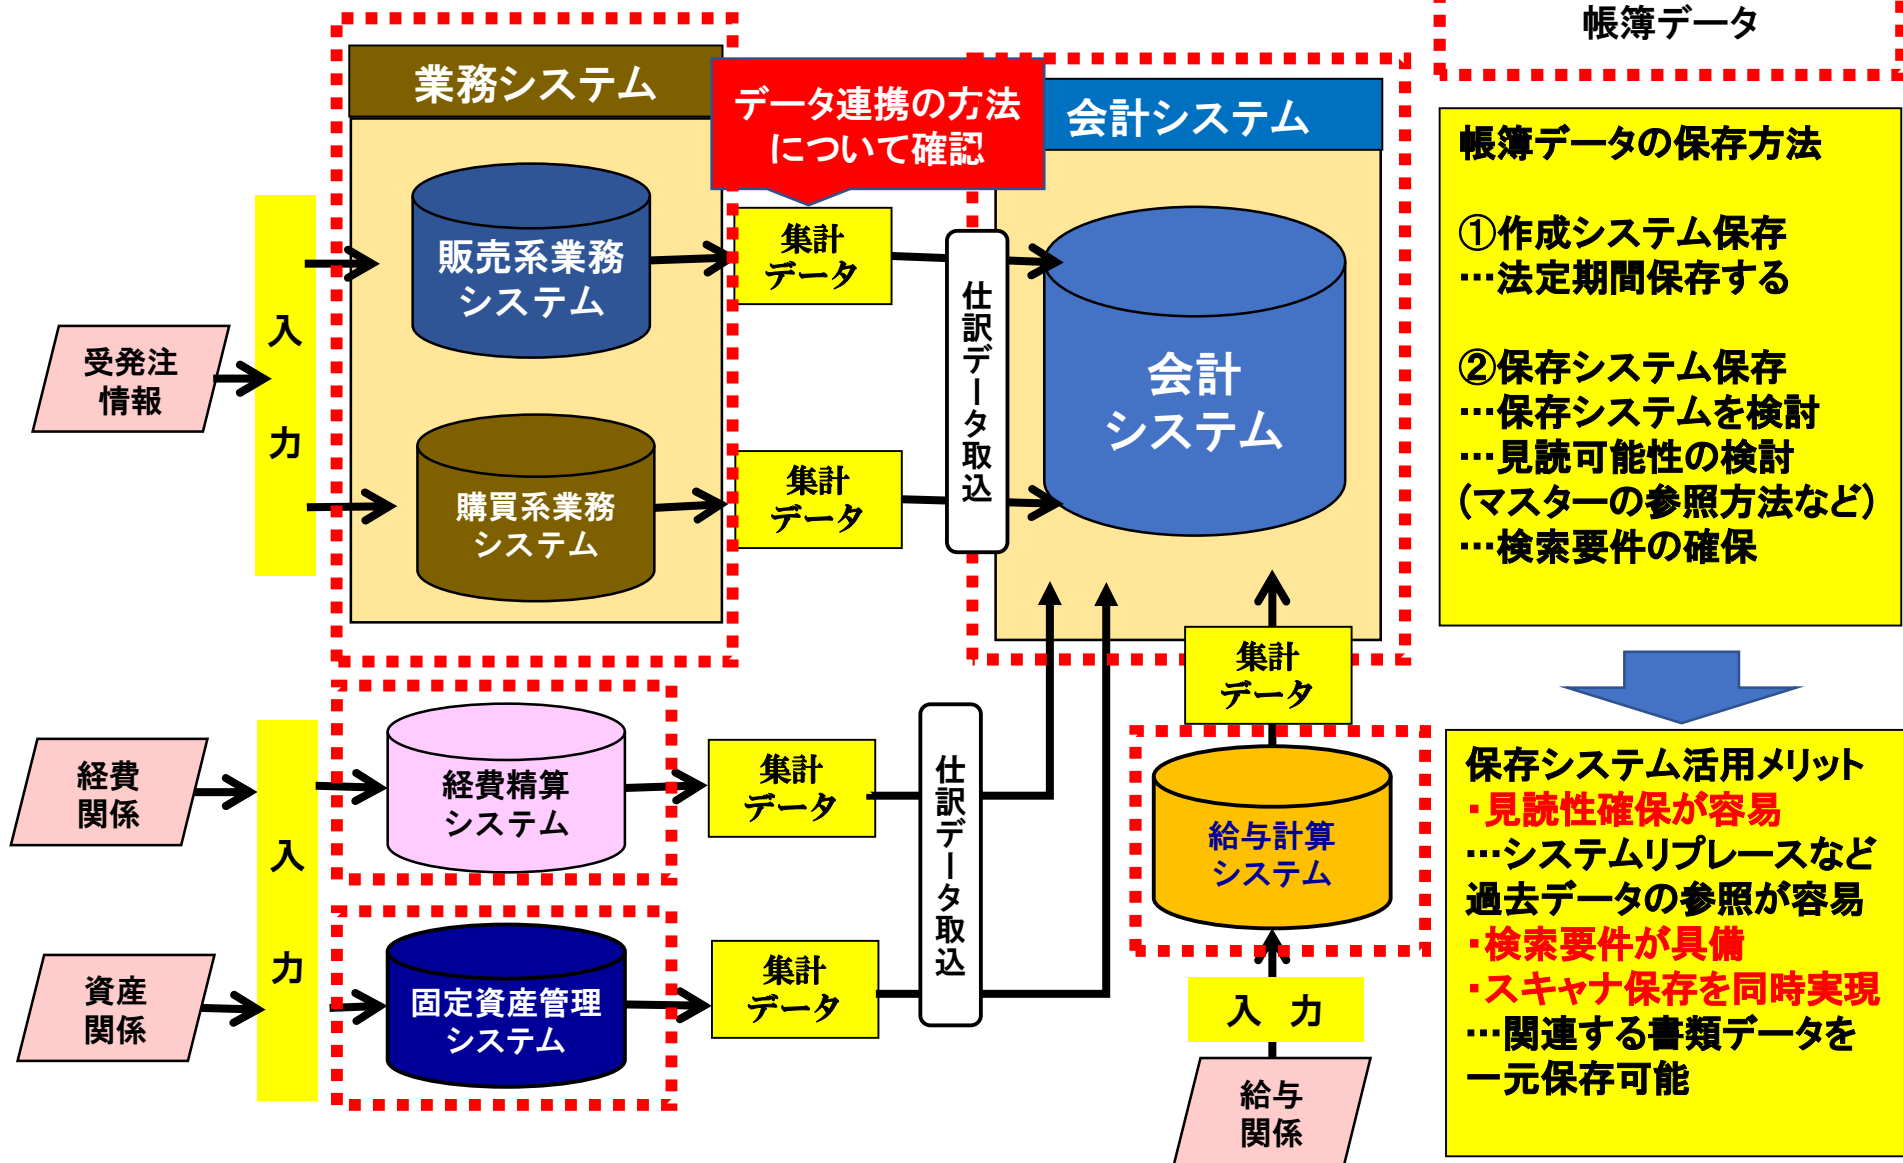 帳簿データ
業務システム
データ連携の方法
について確認
会計システム
販売系業務
システム
購買系業務
システム
集計
データ
集計
データ
仕訳データ取込
会計
システム
受発注
情報
入
力
帳簿データの保存方法
①作成システム保存
…法定期間保存する
②保存システム保存
…保存システムを検討
…見読可能性の検討
(マスターの参照方法など)
…検索要件の確保
経費
関係
資産
関係
入
力
経費精算
システム
固定資産管理
システム
集計
データ
集計
データ
仕訳データ取込
集計
データ
給与計算
システム
入 力
給与
関係
保存システム活用メリット
・見読性確保が容易
…システムリプレースなど
過去データの参照が容易
・検索要件が具備
・スキャナ保存を同時実現
…関連する書類データを
一元保存可能